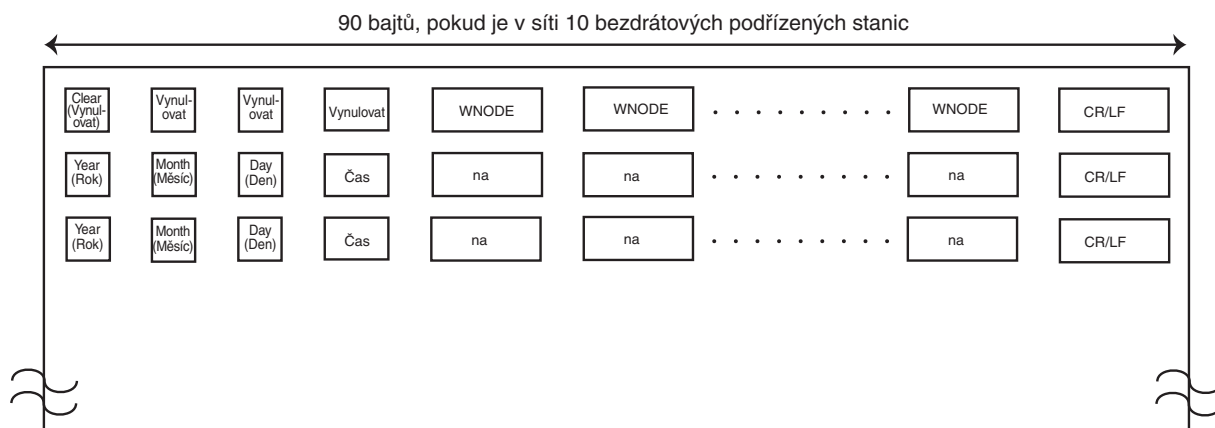 90 bajtů, pokud je v síti 10 bezdrátových podřízených stanic
Clear
(Vynul-
ovat)
Vynul-
ovat
Vynul-
ovat
Vynulovat
WNODE
WNODE
WNODE
CR/LF
Year
(Rok)
Month
(Měsíc)
Day
(Den)
Čas
na
na
na
CR/LF
Year
(Rok)
Month
(Měsíc)
Day
(Den)
Čas
na
na
na
CR/LF